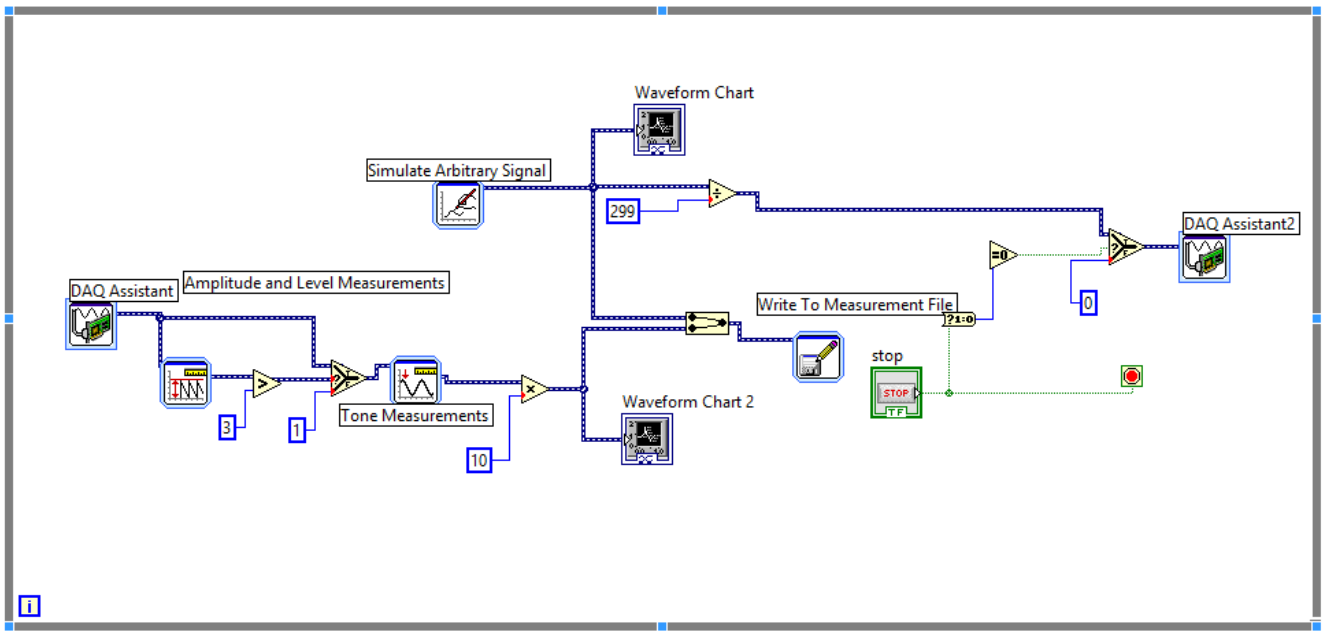 Waveform Chart
Simulate Arbitrary Signal
299
÷
DAQ Assistant2
=0
Amplitude and Level Measurements
DAQ Assistant
0
Write To Measurement File
?1:0
stop
STOP
TF
>
3
1
Tone Measurements
×
10
Waveform Chart 2
i